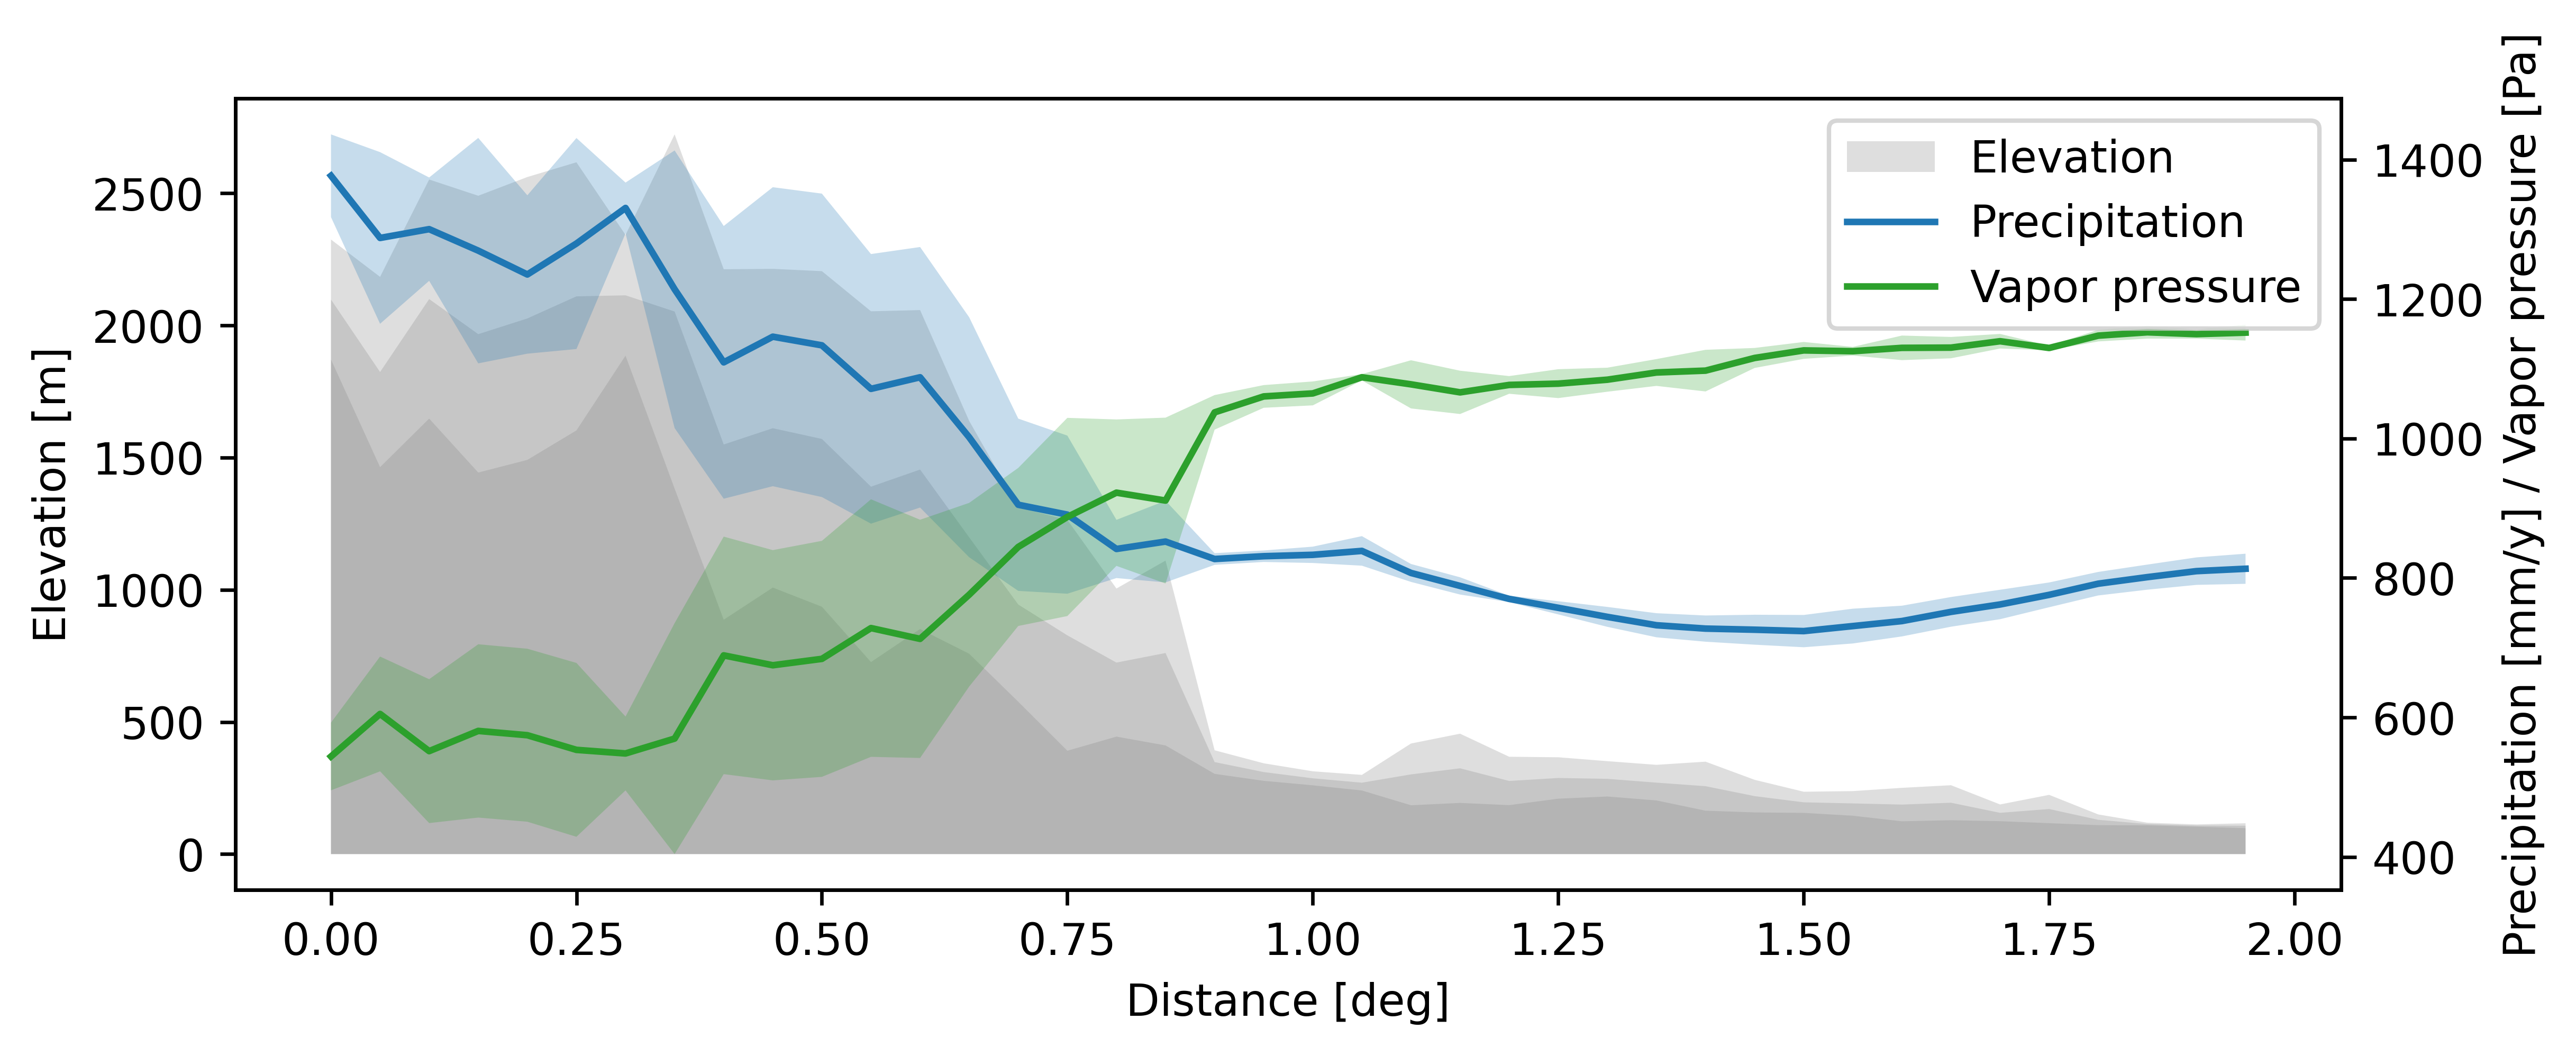 Elevation [m]
2500
2000
1500
1000
500
0
0.00 0.25 0.50 0.75 1.00 1.25 1.50 1.75 2.00
Distance [deg]
Elevation
Precipitation
Vapor pressure
1400
1200
1000
800
600
400
Precipitation [mm/y] / Vapor pressure [Pa]